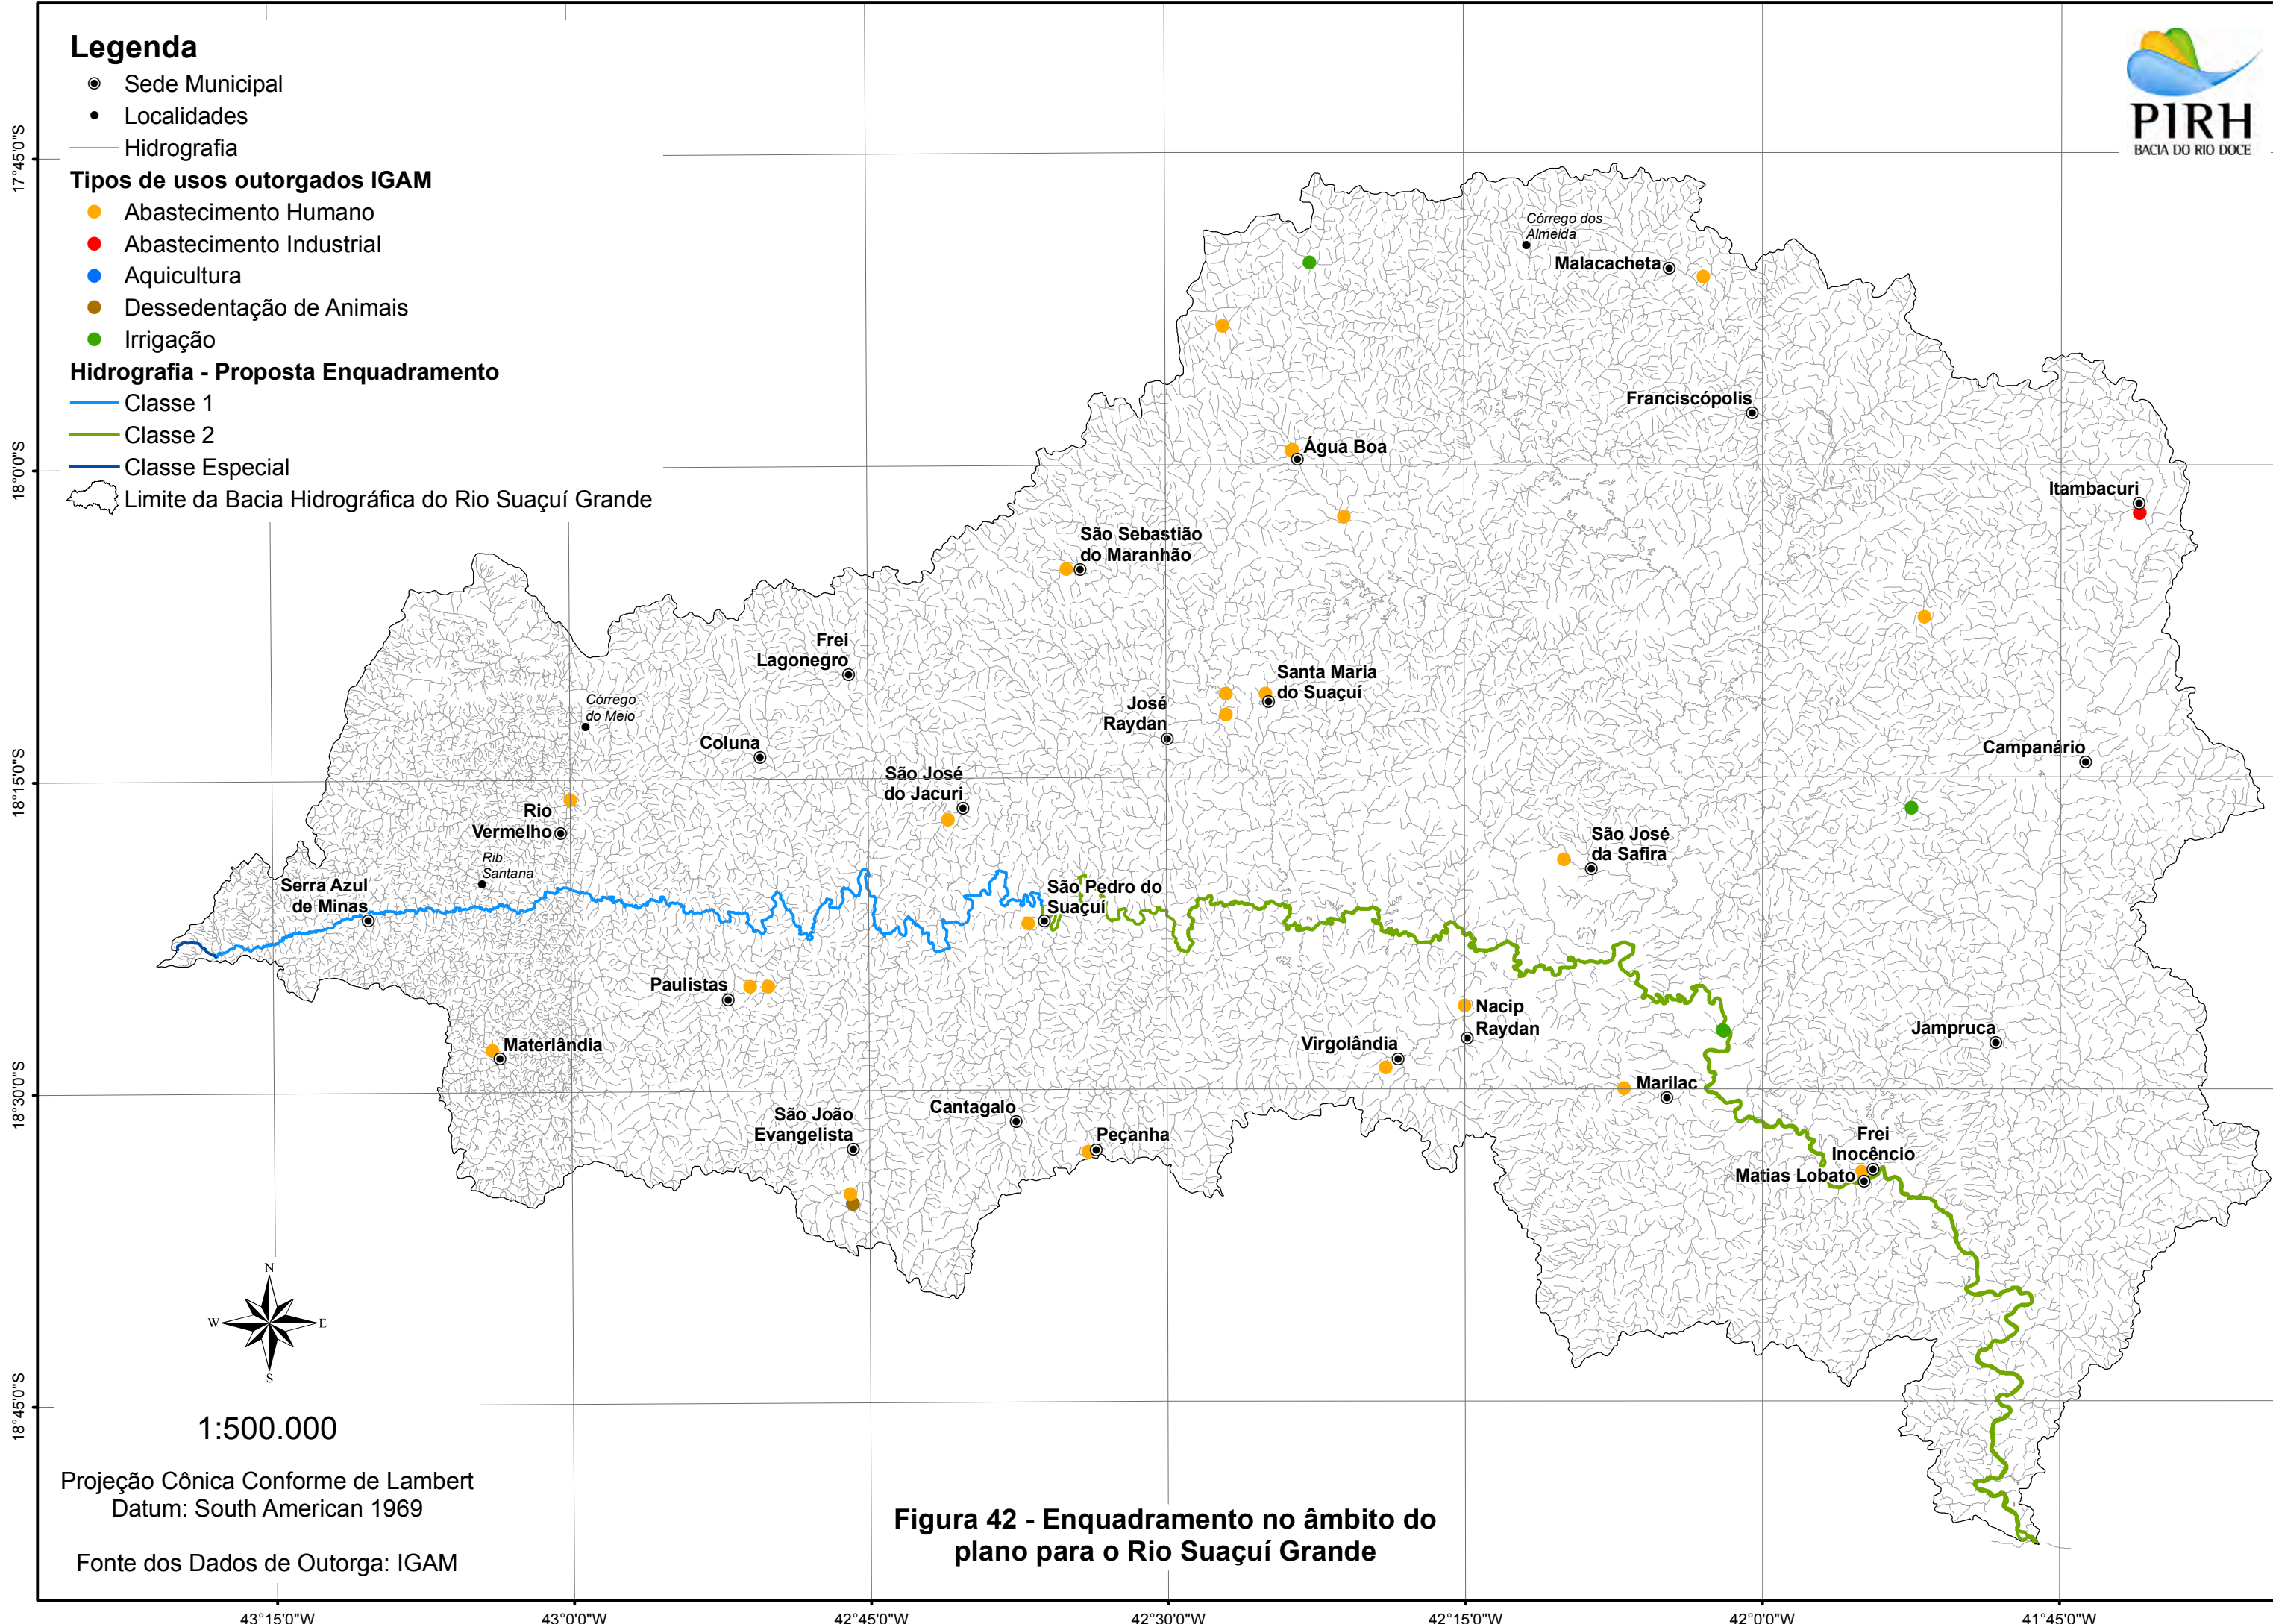 Legenda
Sede Municipal
Localidades
Hidrografia
Tipos de usos outorgados IGAM
Abastecimento Humano
Abastecimento Industrial
Aquicultura
Dessedentação de Animais
Irrigação
Hidrografia - Proposta Enquadramento
Classe 1
Classe 2
Classe Especial
Limite da Bacia Hidrográfica do Rio Suaçuí Grande
PIRH
BACIA DO RIO DOCE
17°45'0"S
18°0'0"S
18°15'0"S
18°30'0"S
18°45'0"S
Córrego dos
Almeida
Malacacheta
Franciscópolis
Água Boa
Itambacuri
São Sebastião
do Maranhão
Frei
Lagonegro
Santa Maria
do Suaçuí
José
Raydan
Córrego
do Meio
Coluna
Campanário
São José
do Jacuri
Rio
Vermelho
São José
da Safira
Rib.
Santana
Serra Azul
de Minas
São Pedro do
Suaçuí
Paulistas
Nacip
Raydan
Jampruca
Virgolândia
Materlândia
Marilac
Cantagalo
São João
Evangelista
Peçanha
Frei
Inocêncio
Matias Lobato
N
W
E
S
1:500.000
Projeção Cônica Conforme de Lambert
Datum: South American 1969
Fonte dos Dados de Outorga: IGAM
Figura 42 - Enquadramento no âmbito do
plano para o Rio Suaçuí Grande
43°15'0"W
43°0'0"W
42°45'0"W
42°30'0"W
42°15'0"W
42°0'0"W
41°45'0"W